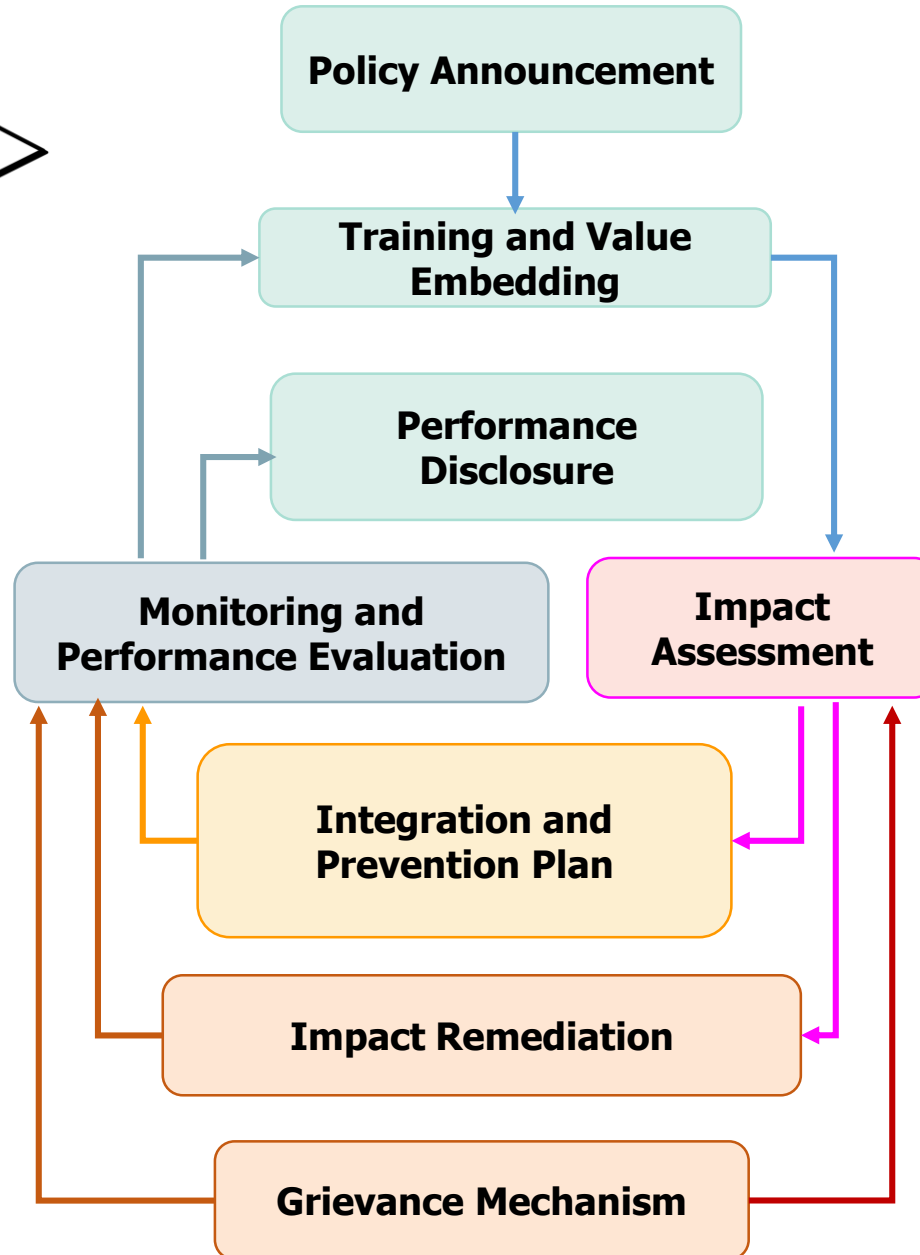 Policy Announcement
Training and Value
Embedding
Performance
Disclosure
Monitoring and
Performance Evaluation
Impact
Assessment
Integration and
Prevention Plan
Impact Remediation
Grievance Mechanism